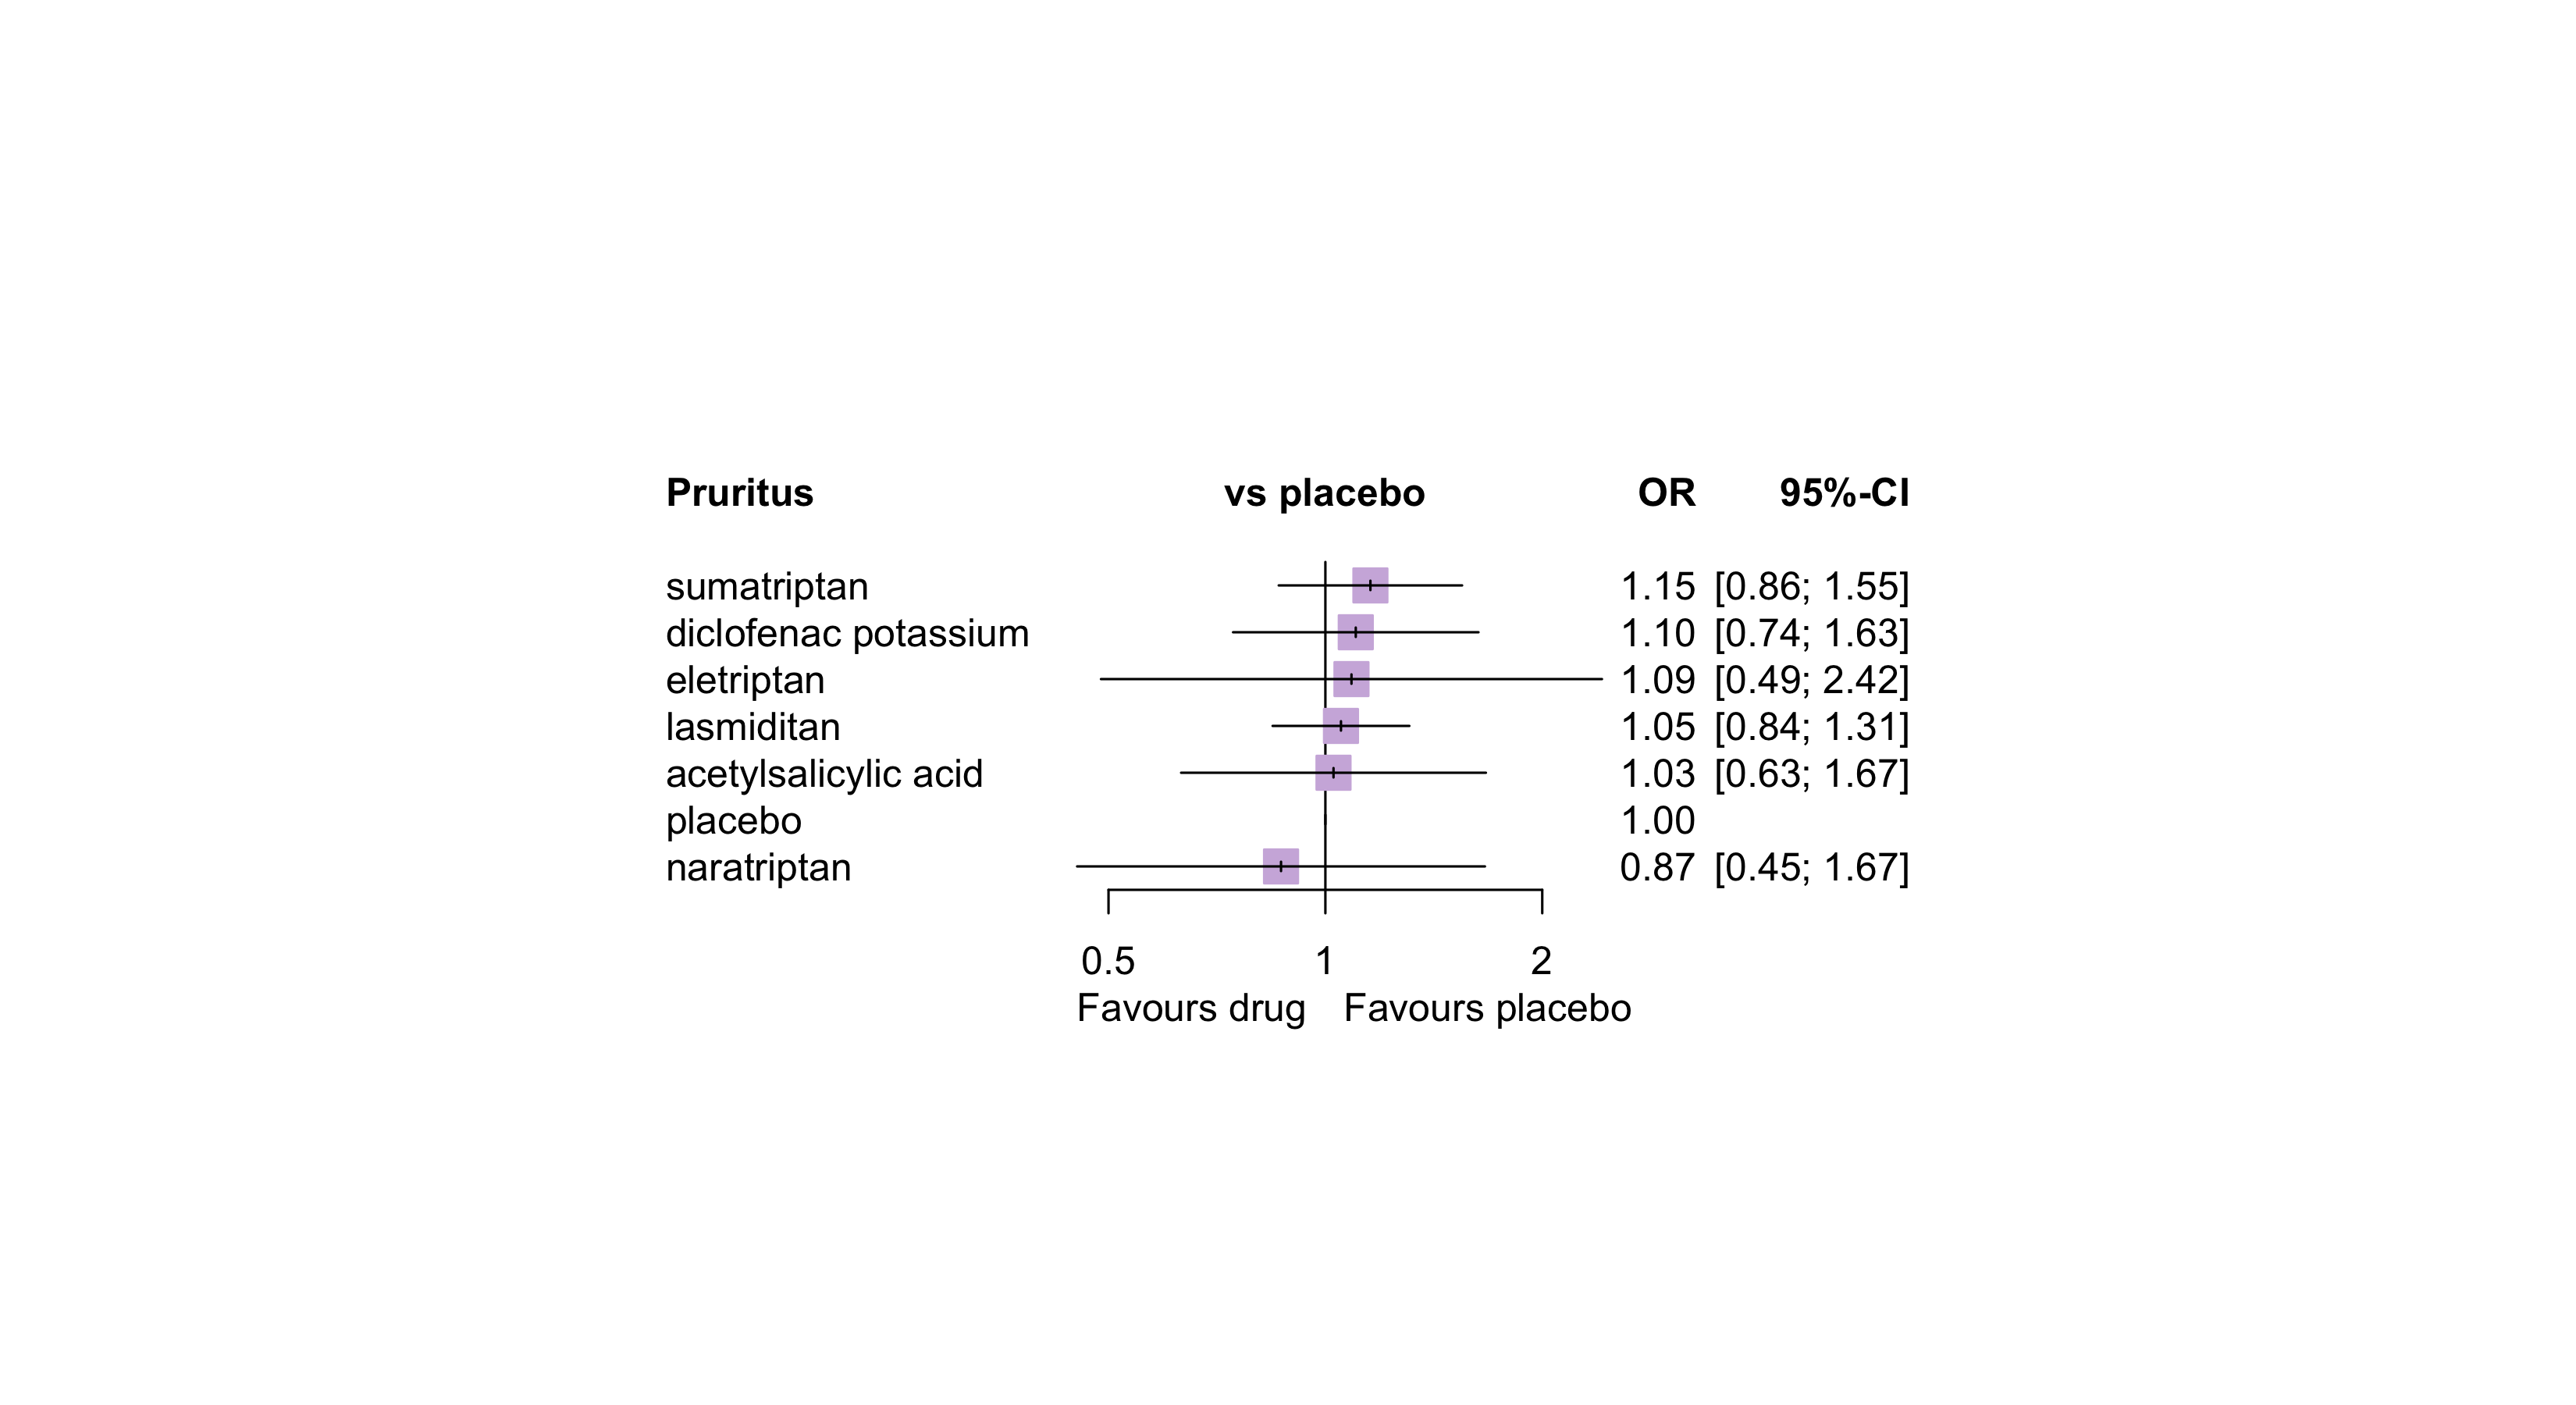 Pruritus vs placebo OR 95%-CI
sumatriptan 1.15 [0.86; 1.55]
diclofenac potassium 1.10 [0.74; 1.63]
eletriptan 1.09 [0.49; 2.42]
lasmiditan 1.05 [0.84; 1.31]
acetylsalicylic acid 1.03 [0.63; 1.67]
placebo 1.00
naratriptan 0.87 [0.45; 1.67]
0.5 1 2
Favours drug Favours placebo